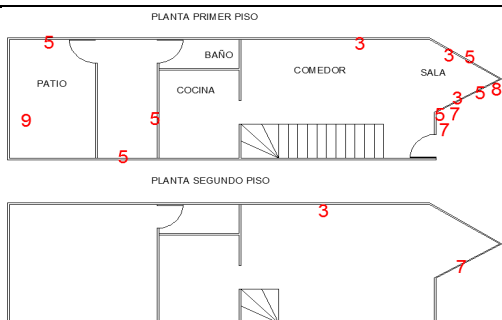 PLANTA PRIMER PISO
5 3 3 5
BAÑO
COMEDOR SALA
PATIO COCINA 5 8
3
9 5 5 7
7
5
PLANTA SEGUNDO PISO
3
7